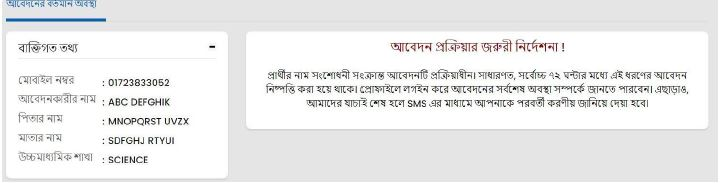 আবেদনের বর্তমান অবস্থা
ব্যক্তিগত তথ্য -
মোবাইল নম্বর : 01723833052
আবেদনকারীর নাম : ABC DEFGHIK
পিতার নাম : MNOPQRST UVZX
মাতার নাম : SDFGHJ RTYUI
উচ্চমাধ্যমিক শাখা : SCIENCE
আবেদন প্রক্রিয়ার জরুরী নির্দেশনা !
প্রার্থীর নাম সংশোধনী সংক্রান্ত আবেদনটি প্রক্রিয়াধীন। সাধারণত, সর্বোচ্চ ৭২ ঘন্টার মধ্যে এই ধরণের আবেদন
নিষ্পত্তি করা হয়ে থাকে। প্রোফাইলে লগইন করে আবেদনের সর্বশেষ অবস্থা সম্পর্কে জানতে পারবেন। এছাড়াও,
আমাদের যাচাই শেষ হলে SMS এর মাধ্যমে আপনাকে পরবর্তী করণীয় জানিয়ে দেয়া হবে।